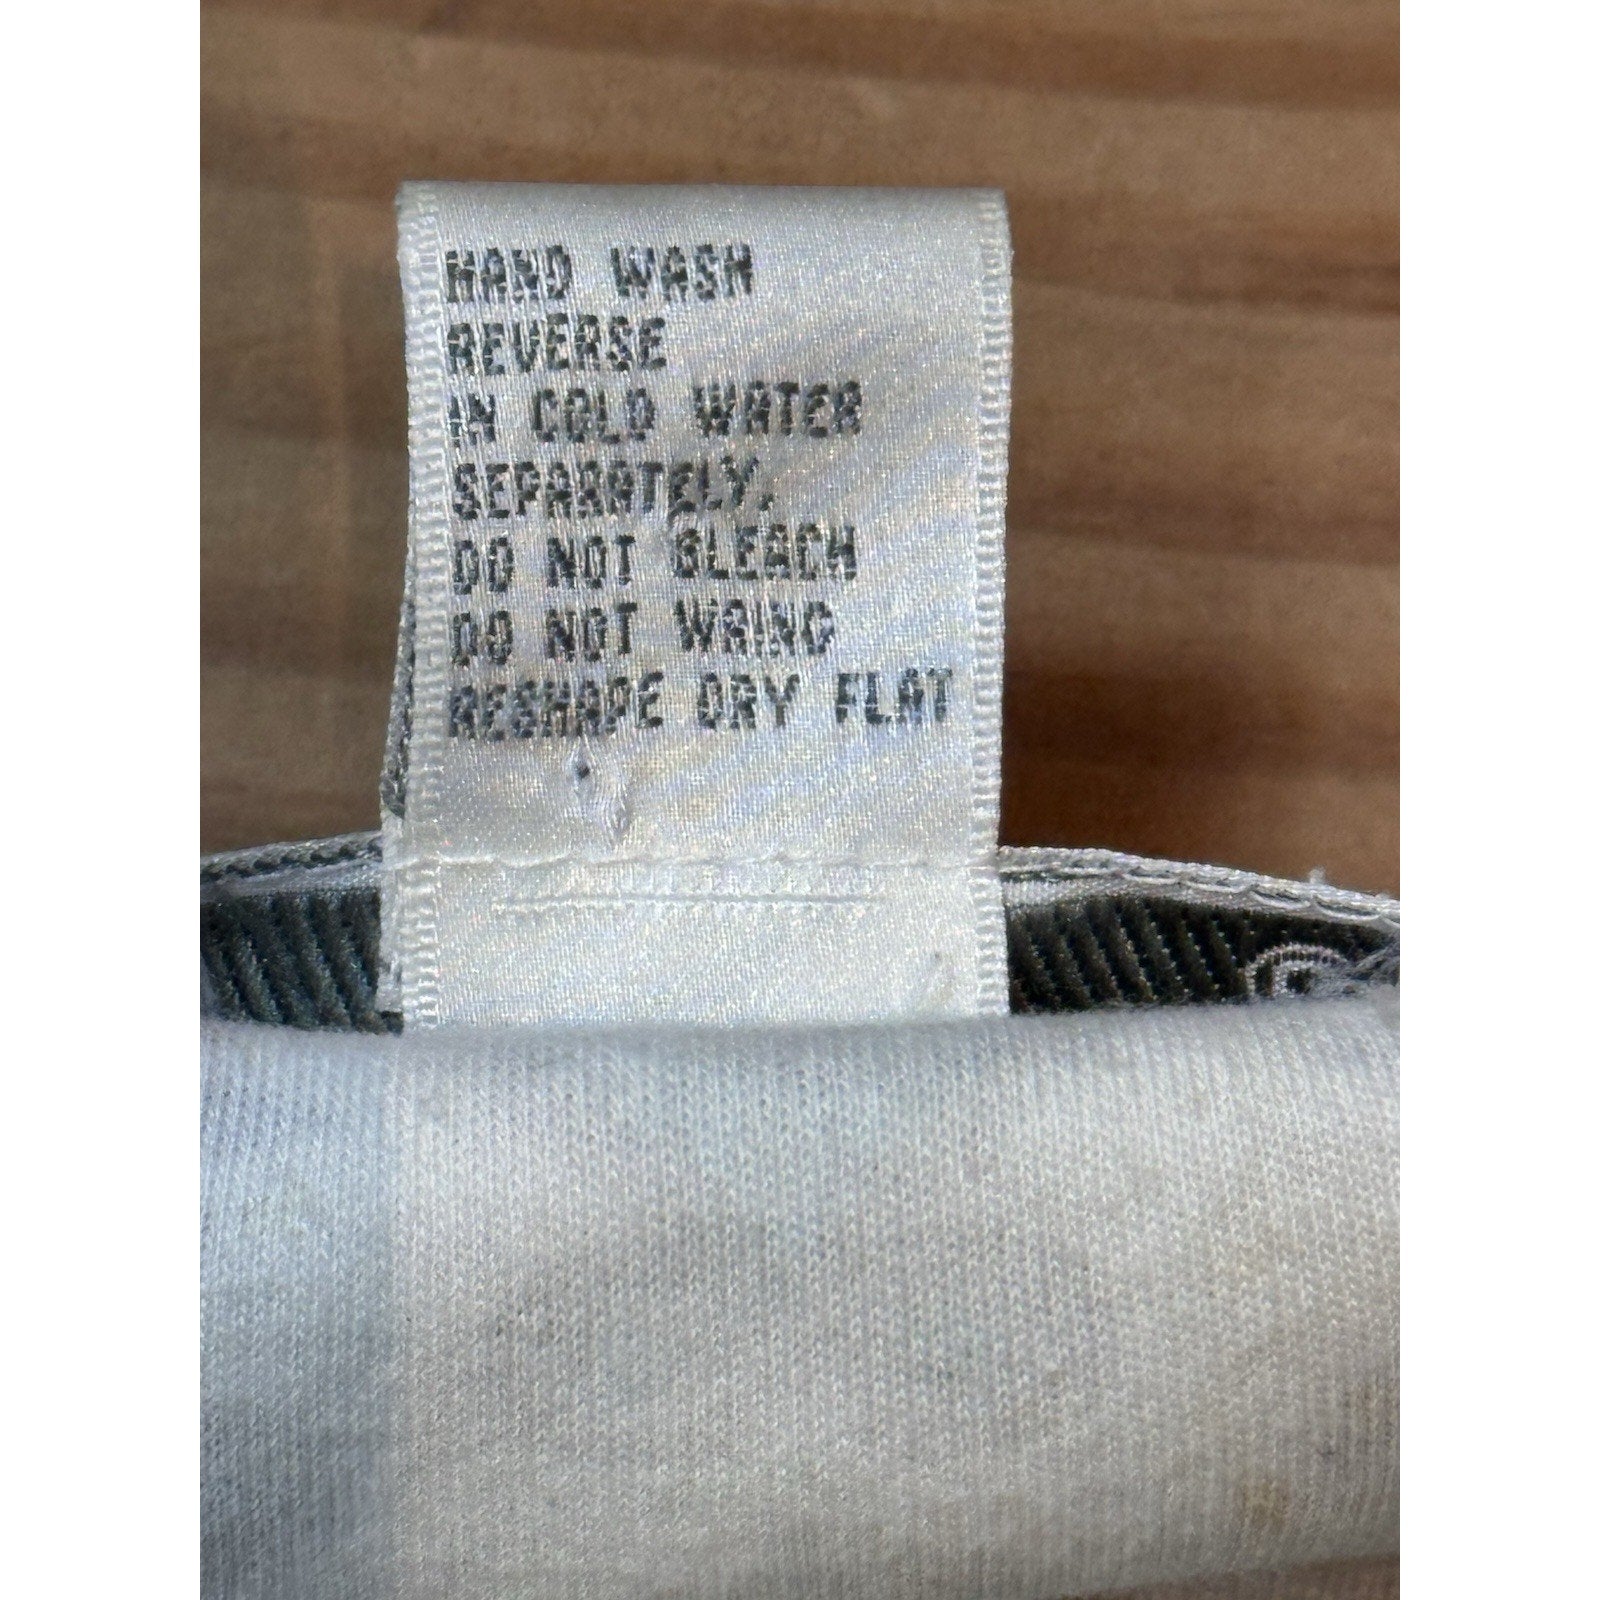 HAND WASH
REVERSE
IN COLD WATER
SEPARATELY.
DO NOT BLEACH
DO NOT WRING
RESHAPE DRY FLAT